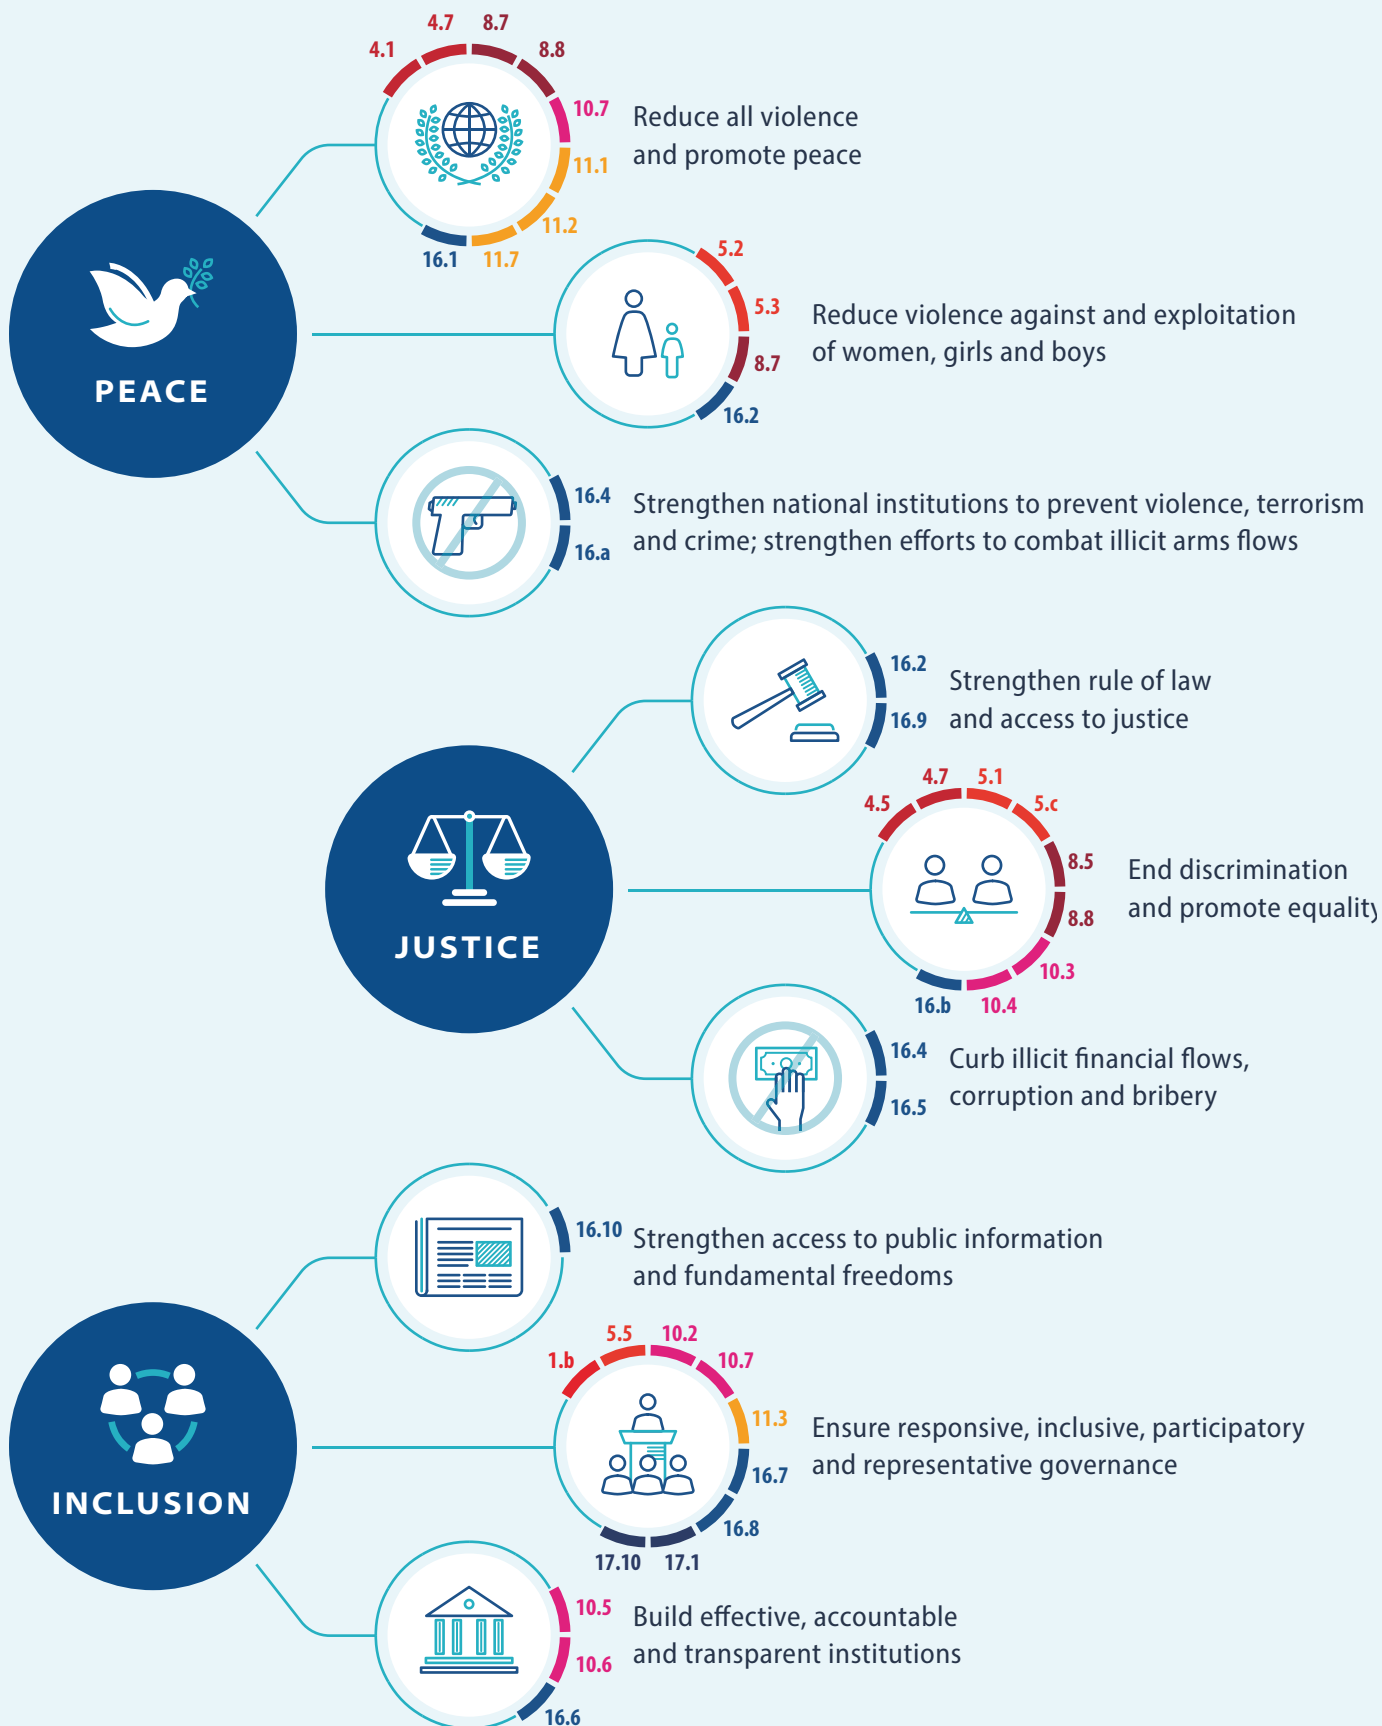 4.7 8.7
4.1 8.8
10.7
Reduce all violence
and promote peace
11.1
11.2
16.1 11.7
PEACE
5.2
5.3
Reduce violence against and exploitation
of women, girls and boys
8.7
16.2
16.4
Strengthen national institutions to prevent violence, terrorism
and crime; strengthen efforts to combat illicit arms flows
16.a
16.2
Strengthen rule of law
and access to justice
16.9
JUSTICE
4.7 5.1
4.5 5.c
8.5
End discrimination
and promote equality
8.8
10.3
16.b 10.4
16.4
Curb illicit financial flows,
corruption and bribery
16.5
16.10
Strengthen access to public information
and fundamental freedoms
INCLUSION
5.5 10.2
1.b 10.7
11.3
Ensure responsive, inclusive, participatory
and representative governance
16.7
16.8
17.10 17.1
10.5
Build effective, accountable
and transparent institutions
10.6
16.6